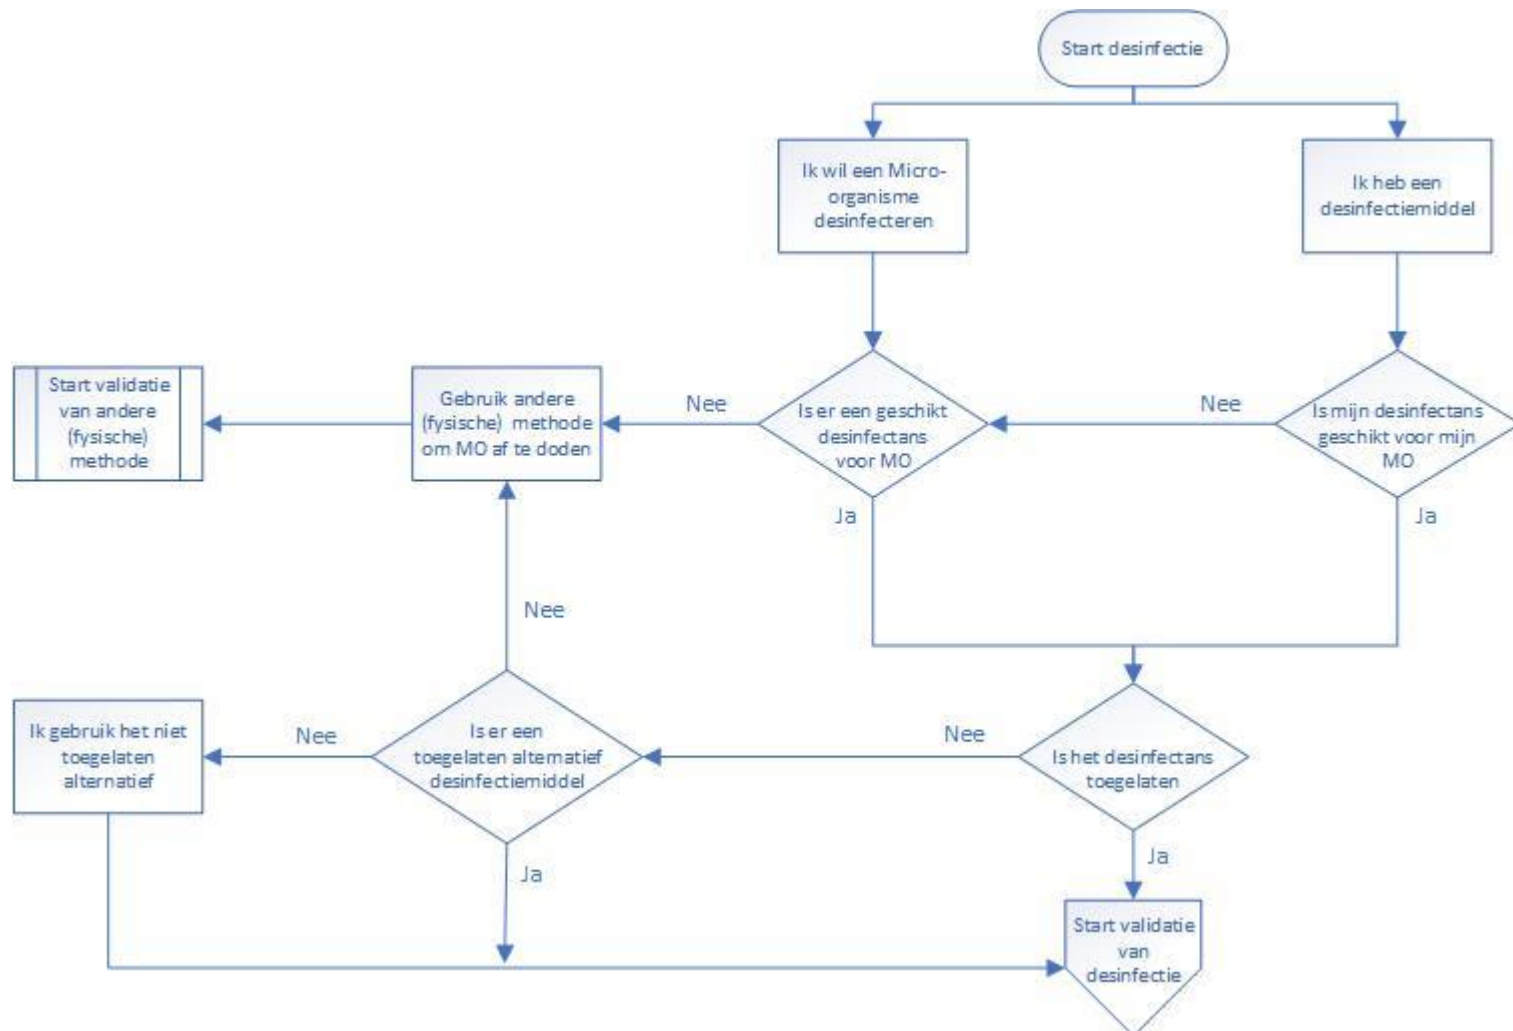 Start desinfectie
Ik wil een Micro-
organisme
desinfecteren
Ik heb een
desinfectiemiddel
Start validatie
van andere
(fysische)
methode
Gebruik andere
(fysische) methode
om MO af te doden
Nee
Is er een geschikt
desinfectans
voor MO
Nee
Is mijn desinfectans
geschikt voor mijn
MO
Ja
Ja
Nee
Ik gebruik het niet
toegelaten
alternatief
Nee
Is er een
toegelaten alternatief
desinfectiemiddel
Nee
Is het desinfectans
toegelaten
Ja
Ja
Start validatie
van
desinfectie